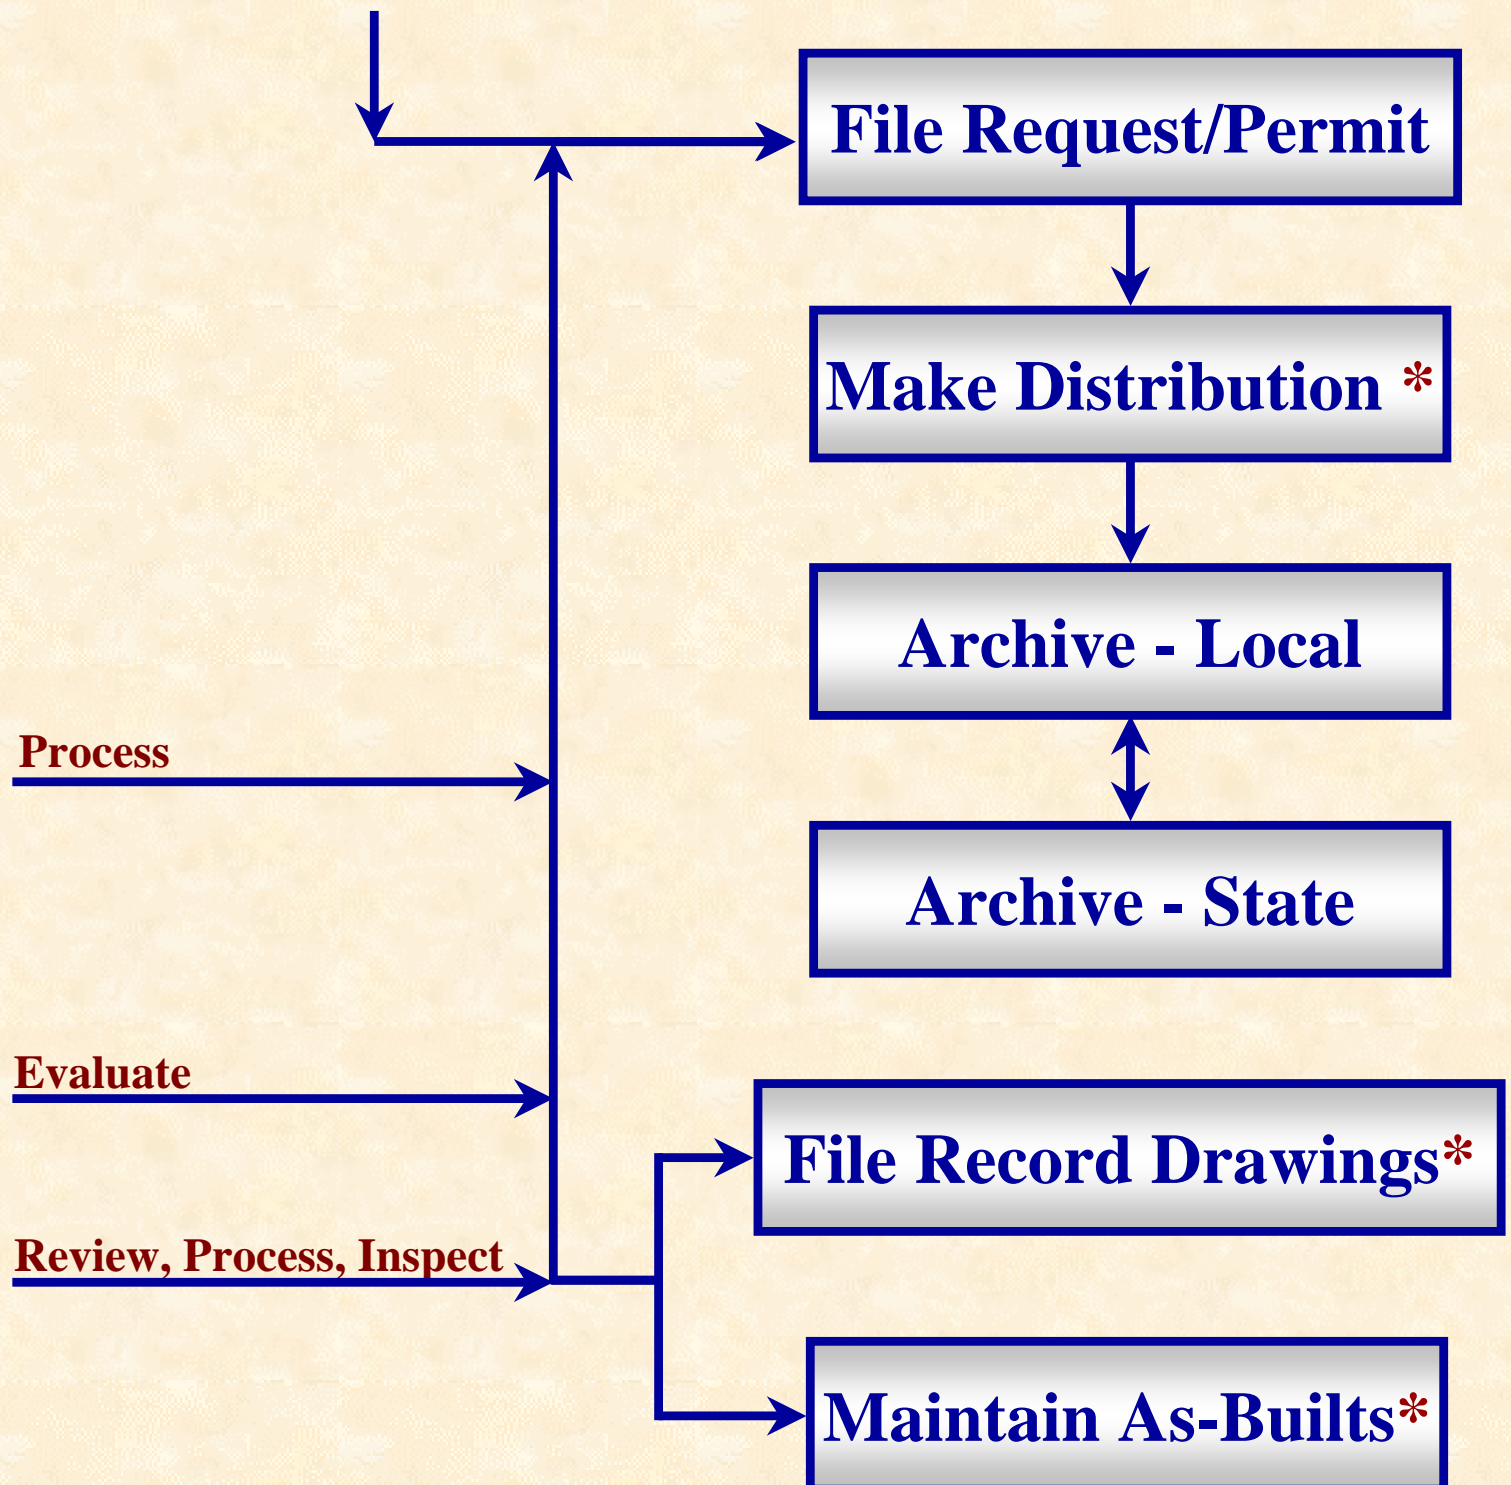 File Request/Permit
Make Distribution *
Archive - Local
Process
Archive - State
Evaluate
File Record Drawings*
Review, Process, Inspect
Maintain As-Builts*